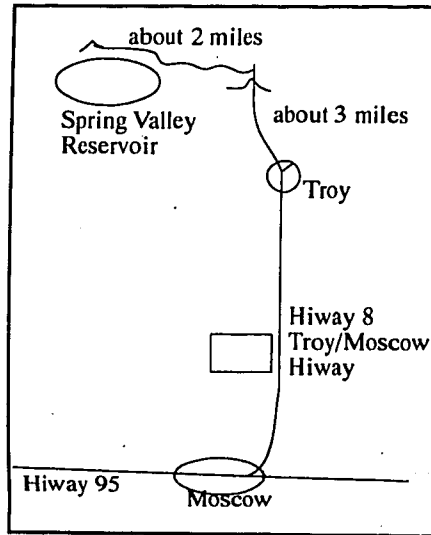 about 2 miles
Spring Valley
Reservoir
about 3 miles
Troy
Hiway 8
Troy/Moscow
Hiway
Hiway 95
Moscow